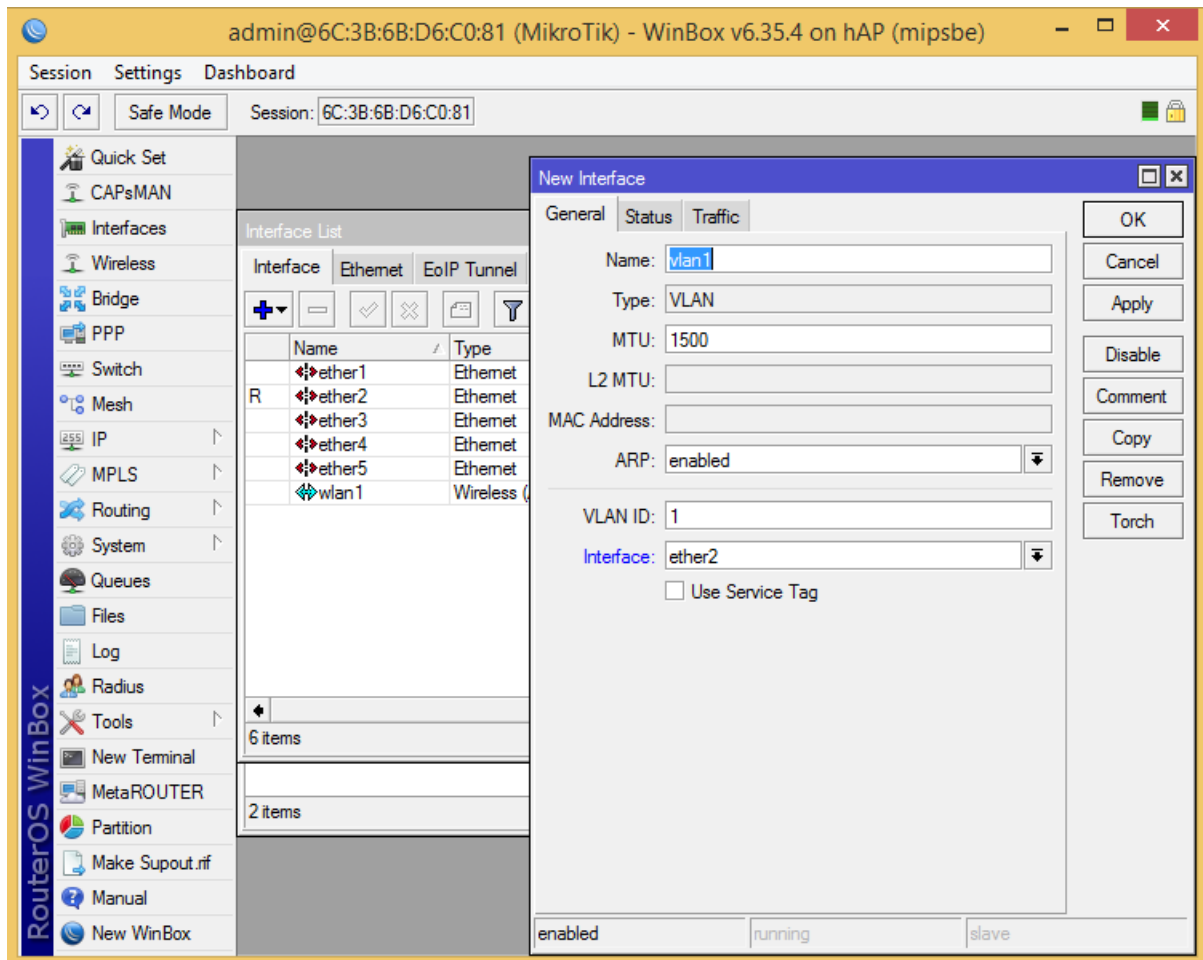 admin@6C:3B:6B:D6:C0:81 (MikroTik) - WinBox v6.35.4 on hAP (mipsbe)
Session Settings Dashboard
Safe Mode Session: 6C:3B:6B:D6:C0:81
RouterOS WinBox
Quick Set
CAPsMAN
Interfaces
Wireless
Bridge
PPP
Switch
Mesh
255 IP
MPLS
Routing
System
Queues
Files
Log
Radius
Tools
New Terminal
MetaROUTER
Partition
Make Supout.rif
Manual
New WinBox
Interface List
Interface Ethernet EoIP Tunnel
Name Type
ether1 Ethernet
R ether2 Ethernet
ether3 Ethernet
ether4 Ethernet
ether5 Ethernet
wlan1 Wireless (
6 items
2 items
New Interface
General Status Traffic
Name: vlan1
Type: VLAN
MTU: 1500
L2 MTU:
MAC Address:
ARP: enabled
VLAN ID: 1
Interface: ether2
Use Service Tag
OK
Cancel
Apply
Disable
Comment
Copy
Remove
Torch
enabled running slave